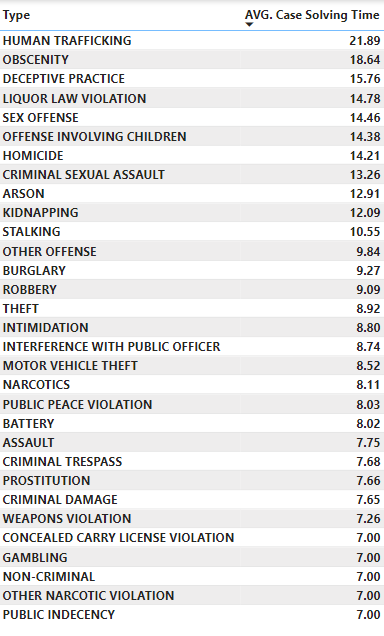 Type AVG. Case Solving Time
HUMAN TRAFFICKING 21.89
OBSCENITY 18.64
DECEPTIVE PRACTICE 15.76
LIQUOR LAW VIOLATION 14.78
SEX OFFENSE 14.46
OFFENSE INVOLVING CHILDREN 14.38
HOMICIDE 14.21
CRIMINAL SEXUAL ASSAULT 13.26
ARSON 12.91
KIDNAPPING 12.09
STALKING 10.55
OTHER OFFENSE 9.84
BURGLARY 9.27
ROBBERY 9.09
THEFT 8.92
INTIMIDATION 8.80
INTERFERENCE WITH PUBLIC OFFICER 8.74
MOTOR VEHICLE THEFT 8.52
NARCOTICS 8.11
PUBLIC PEACE VIOLATION 8.03
BATTERY 8.02
ASSAULT 7.75
CRIMINAL TRESPASS 7.68
PROSTITUTION 7.66
CRIMINAL DAMAGE 7.65
WEAPONS VIOLATION 7.26
CONCEALED CARRY LICENSE VIOLATION 7.00
GAMBLING 7.00
NON-CRIMINAL 7.00
OTHER NARCOTIC VIOLATION 7.00
PUBLIC INDECENCY 7.00